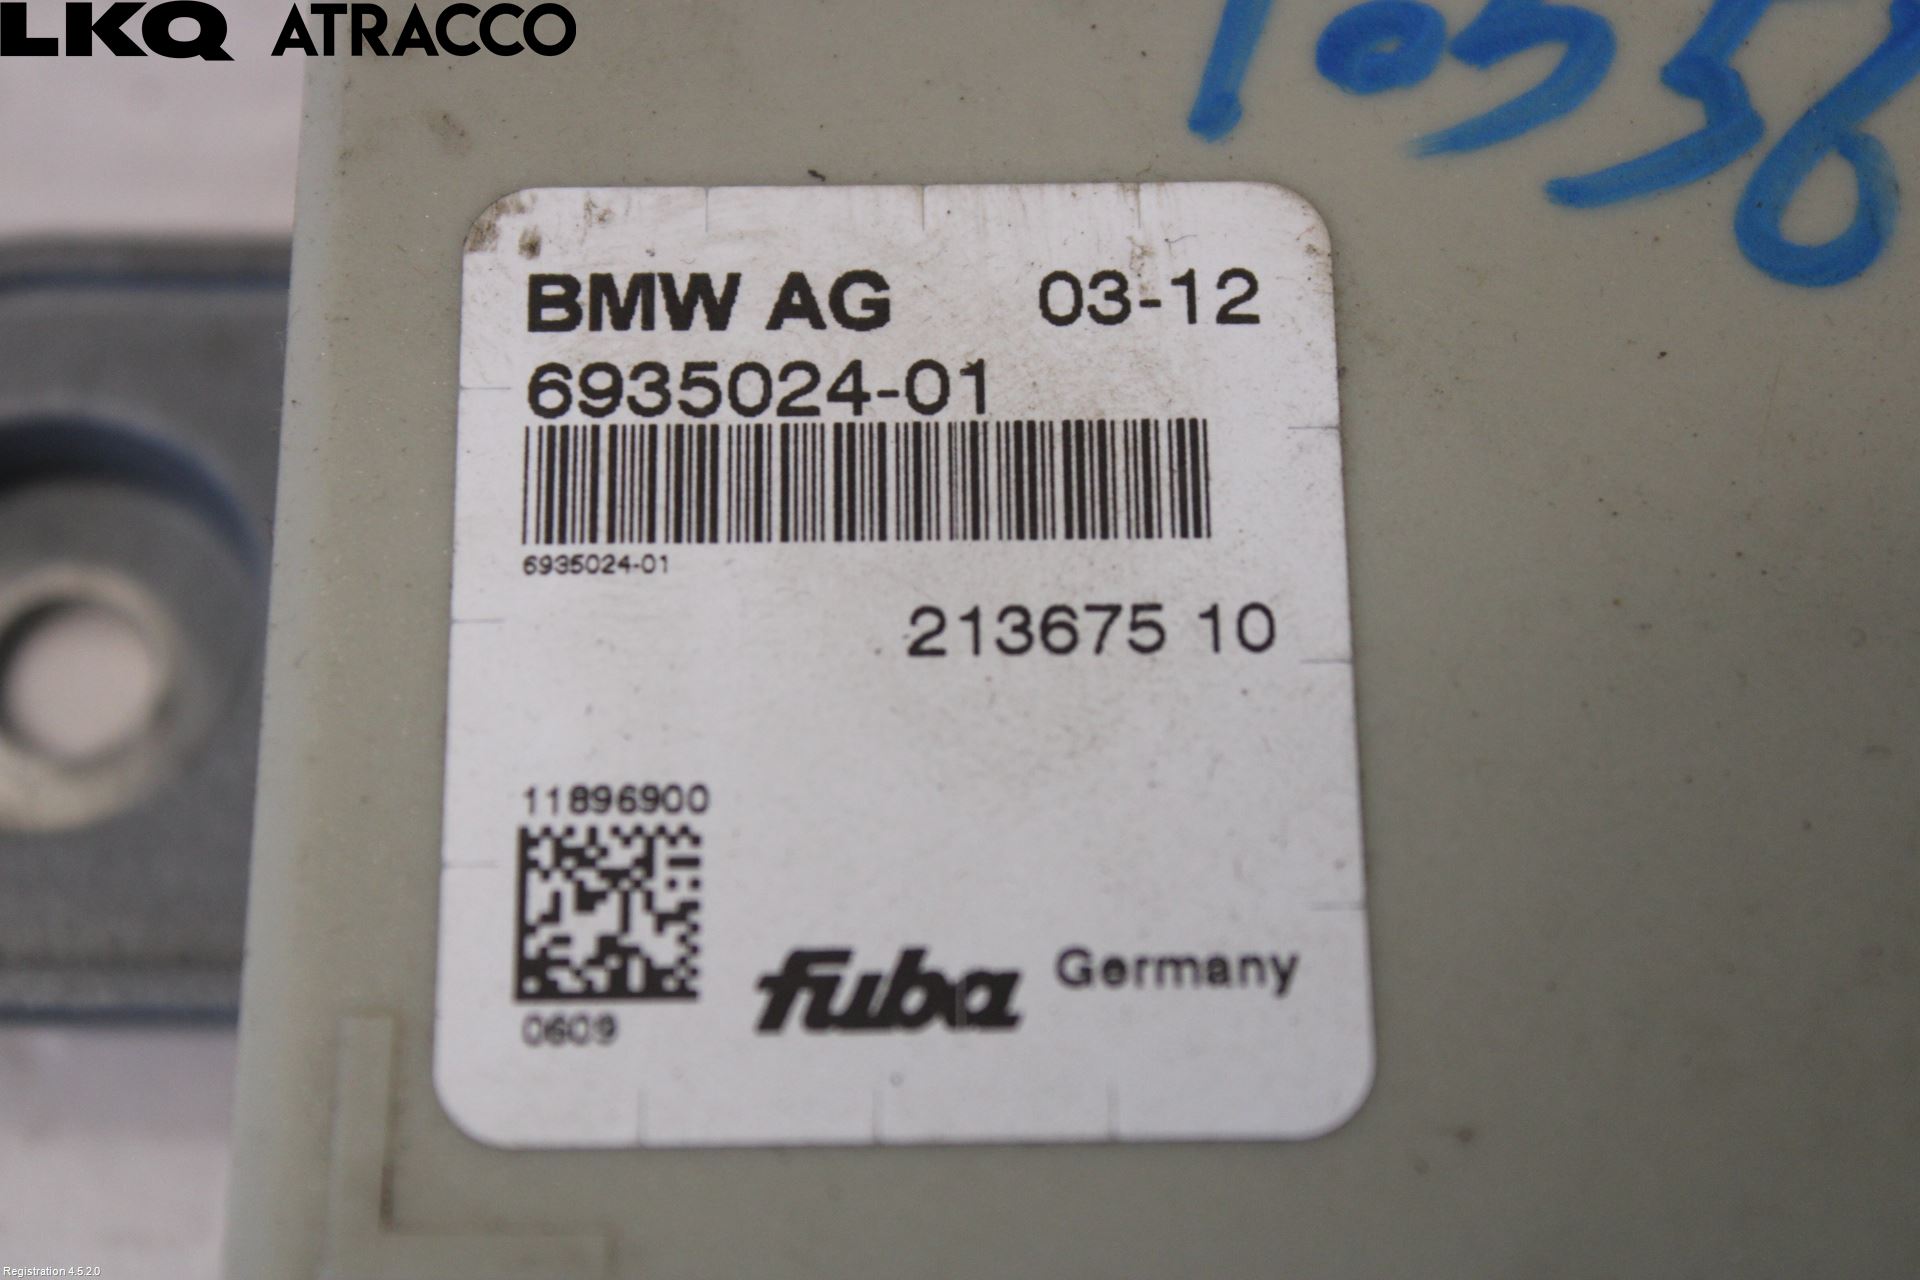 LKQ ATRACCO
BMW AG 03-12
6935024-01
6935024-01
213675 10
11896900
0609
fuba Germany
Registration 4.5.2.0